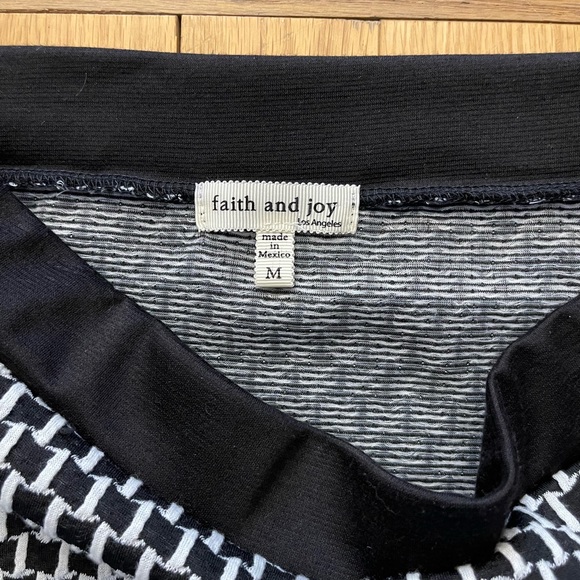 faith and joy
Los Angeles
made
in
Mexico
M